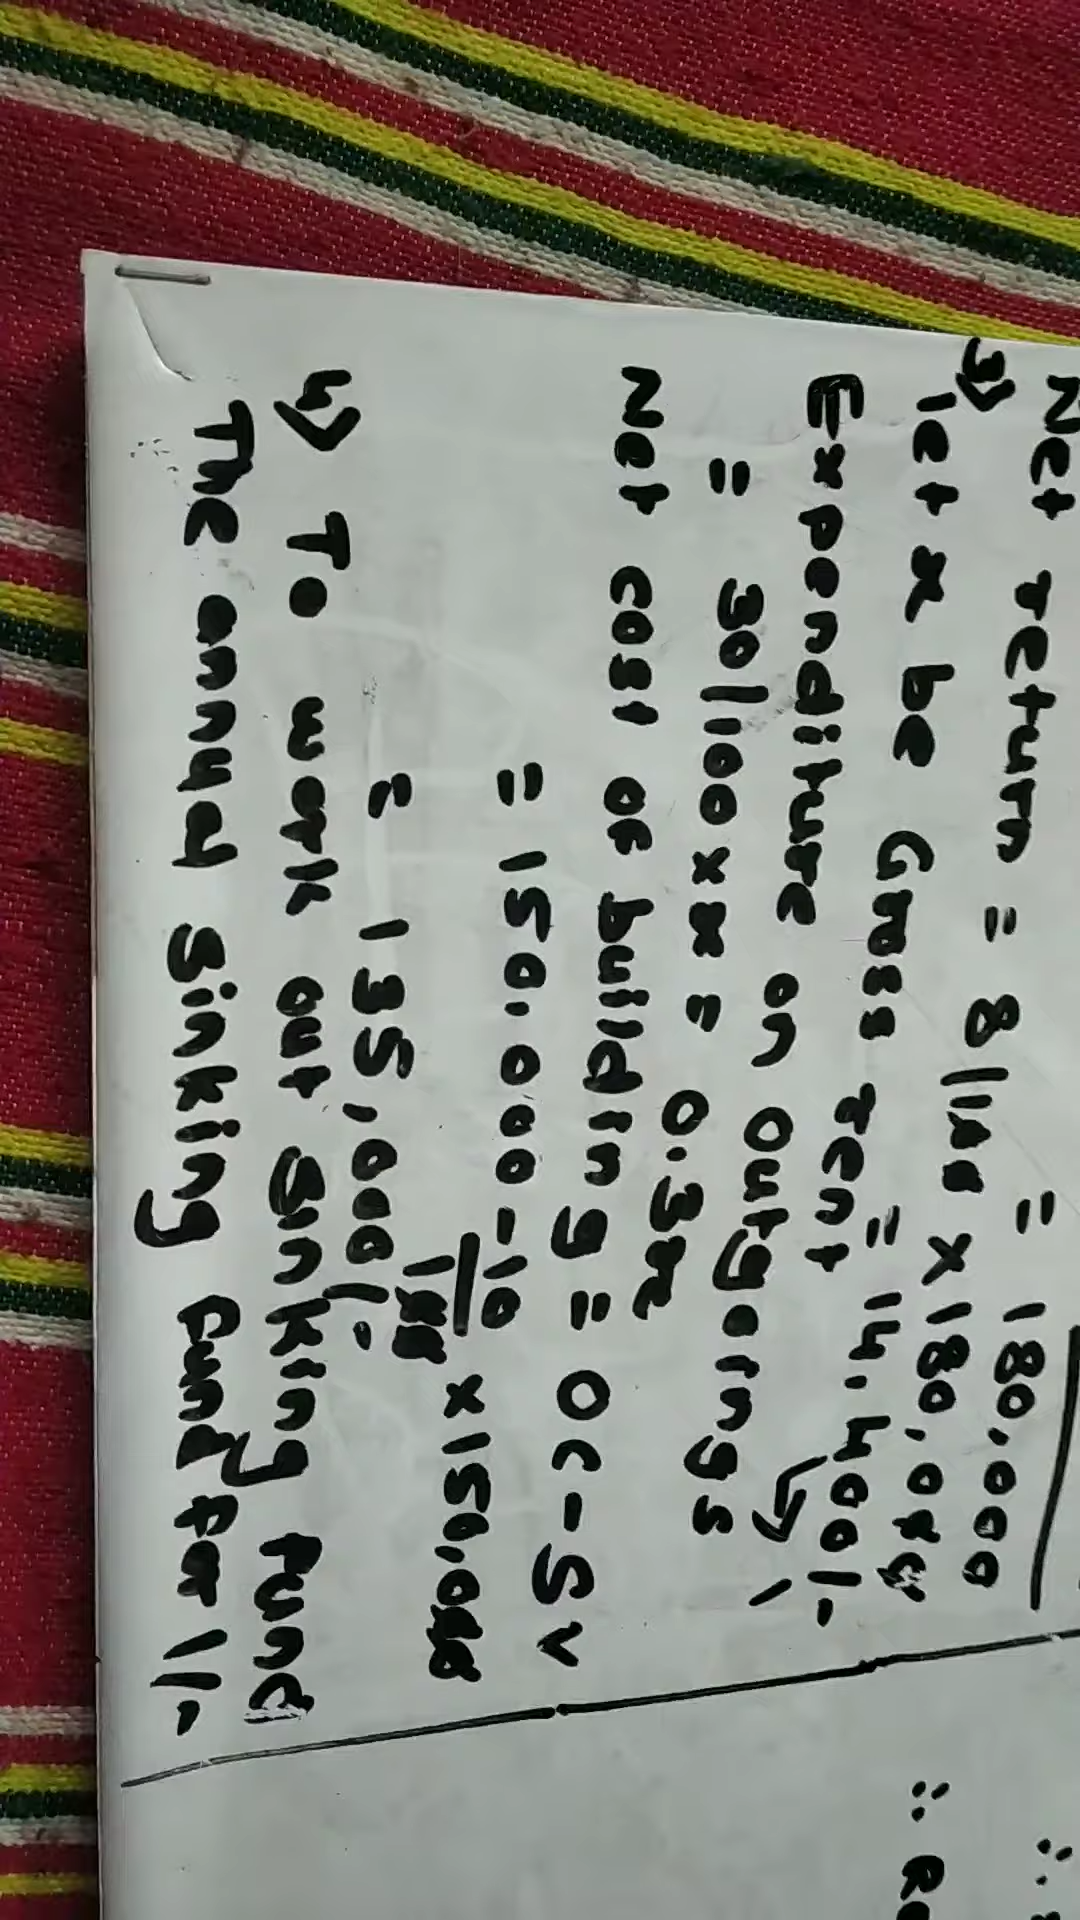 = 180,000
Net return = 8/100 x 180,000
= 14,400/-
3) let x be Gross rent
Expenditure on outgoings
= 30/100 x x = 0.3x
Net cost of building = OC - SV
= 150,000 - 10/100 x 150,000
= 135,000/-
4) To work out sinking fund
The annual sinking fund for 1/-